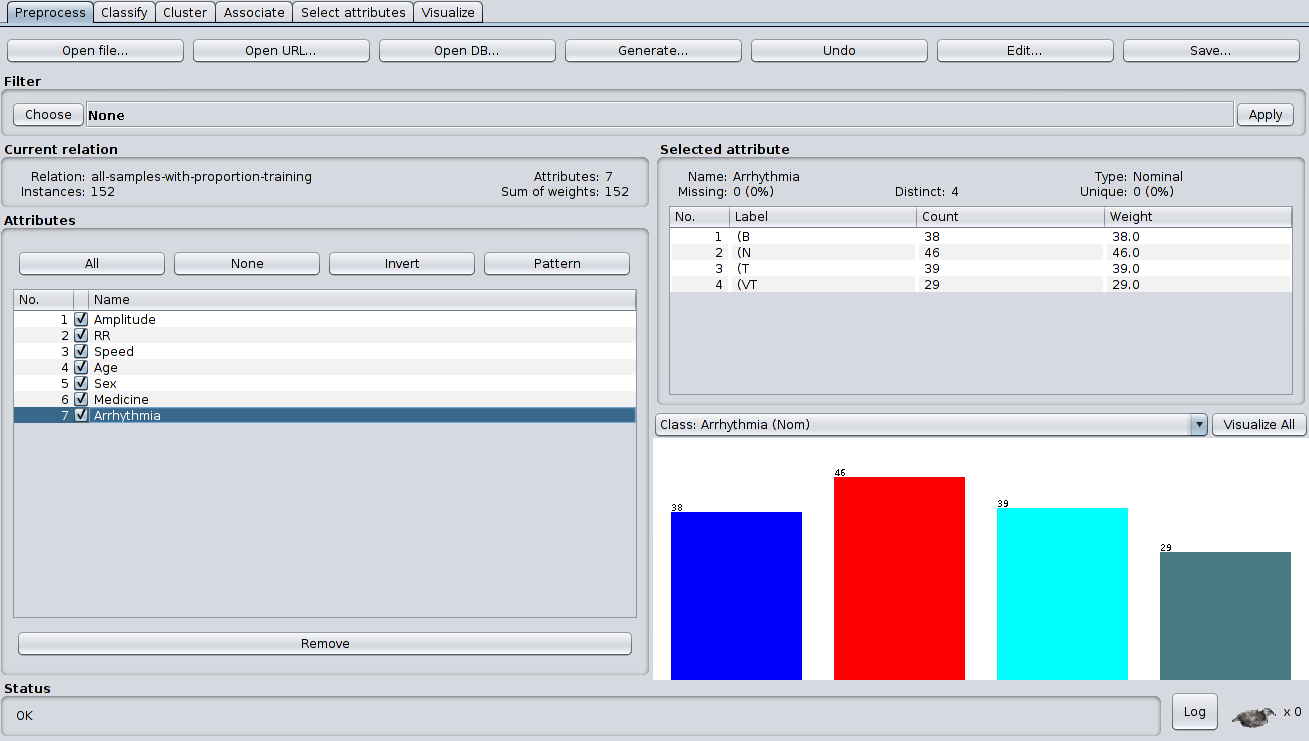 Preprocess Classify Cluster Associate Select attributes Visualize
Open file... Open URL... Open DB... Generate... Undo Edit... Save...
Filter
Choose None Apply
Current relation
Relation: all-samples-with-proportion-training Attributes: 7
Instances: 152 Sum of weights: 152
Attributes
All None Invert Pattern
No. Name
1 Amplitude
2 RR
3 Speed
4 Age
5 Sex
6 Medicine
7 Arrhythmia
Remove
Selected attribute
Name: Arrhythmia Type: Nominal
Missing: 0 (0%) Distinct: 4 Unique: 0 (0%)
No. Label Count Weight
1 (B 38 38.0
2 (N 46 46.0
3 (T 39 39.0
4 (VT 29 29.0
Class: Arrhythmia (Nom) Visualize All
38
46
39
29
Status
OK
Log x 0